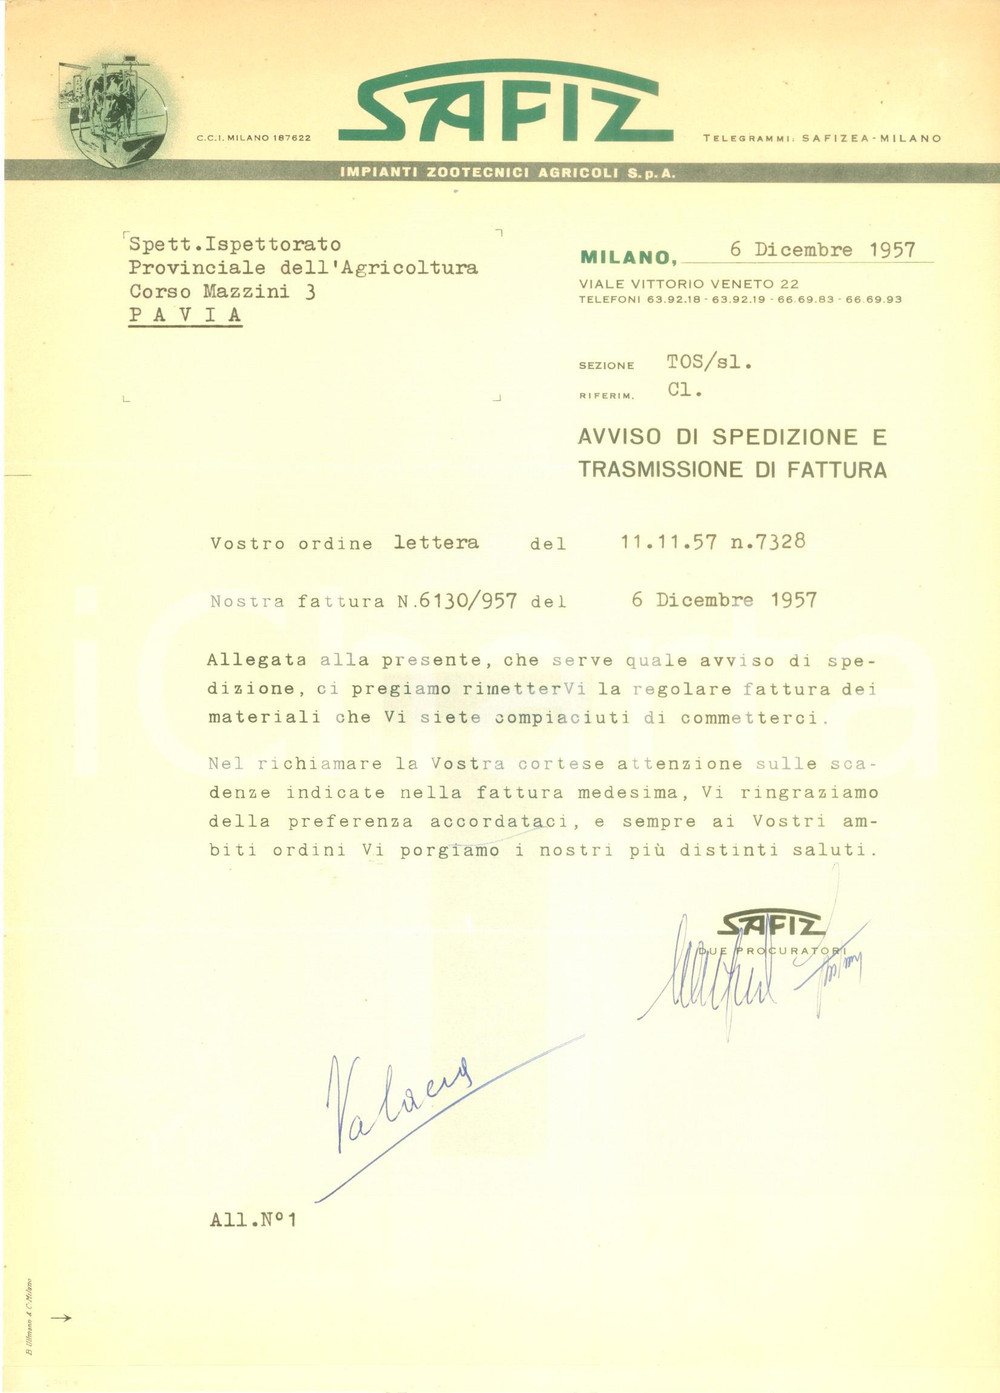 SAFIZ
C.C.I. MILANO 187622
TELEGRAMMI: SAFIZEA - MILANO
IMPIANTI ZOOTECNICI AGRICOLI S.p.A.
Spett.Ispettorato
Provinciale dell'Agricoltura
Corso Mazzini 3
P A V I A
MILANO, 6 Dicembre 1957
VIALE VITTORIO VENETO 22
TELEFONI 63.92.18 - 63.92.19 - 66.69.83 - 66.69.93
SEZIONE TOS/sl.
RIFERIM. Cl.
AVVISO DI SPEDIZIONE E
TRASMISSIONE DI FATTURA
Vostro ordine lettera del 11.11.57 n.7328
Nostra fattura N.6130/957 del 6 Dicembre 1957
Allegata alla presente, che serve quale avviso di spe-
dizione, ci pregiamo rimetterVi la regolare fattura dei
materiali che Vi siete compiaciuti di commetterci.
Nel richiamare la Vostra cortese attenzione sulle sca-
denze indicate nella fattura medesima, Vi ringraziamo
della preferenza accordataci, e sempre ai Vostri am-
biti ordini Vi porgiamo i nostri più distinti saluti.
SAFIZ
DUE PROCURATORI
All.N°1
iCharta